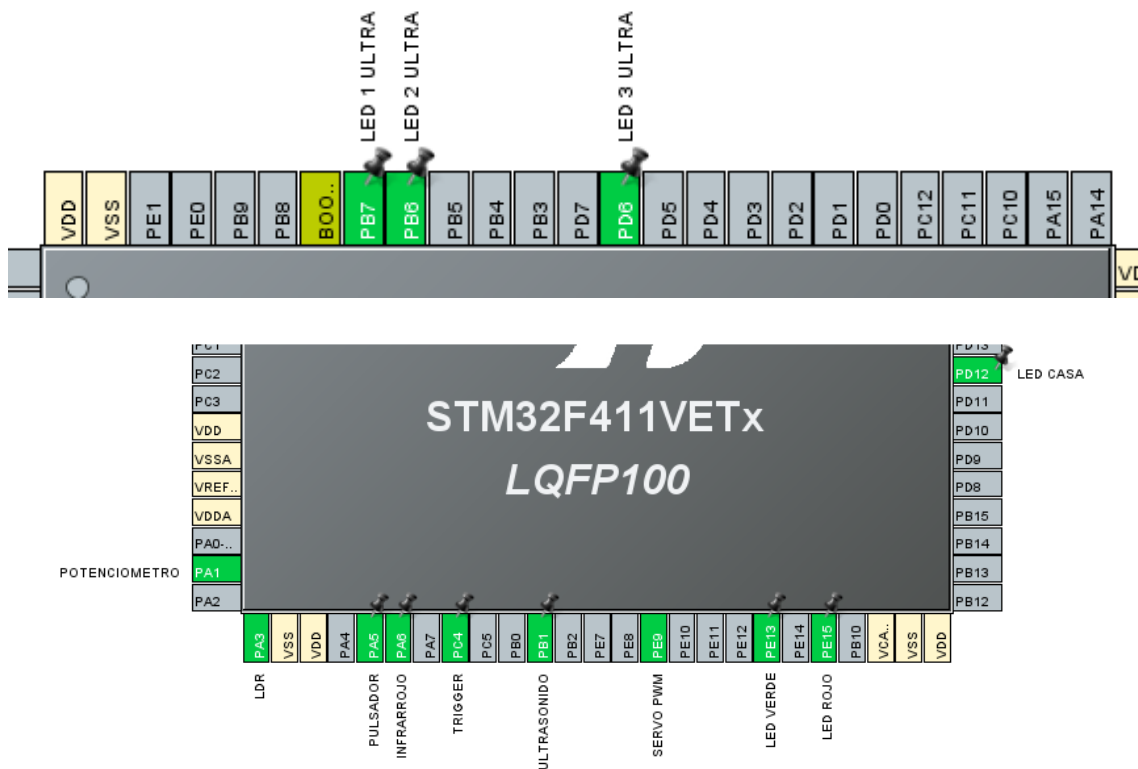 LED 1 ULTRA
LED 2 ULTRA
LED 3 ULTRA
VDD
VSS
PE1
PE0
PB9
PB8
BOO..
PB7
PB6
PB5
PB4
PB3
PD7
PD6
PD5
PD4
PD3
PD2
PD1
PD0
PC12
PC11
PC10
PA15
PA14
VD
PC1
PC2
PC3
VDD
VSSA
VREF..
VDDA
PA0-..
POTENCIOMETRO PA1
PA2
STM32F411VETx
LQFP100
PD13
PD12 LED CASA
PD11
PD10
PD9
PD8
PB15
PB14
PB13
PB12
PA3
VSS
VDD
PA4
PA5
PA6
PA7
PC4
PC5
PB0
PB1
PB2
PE7
PE8
PE9
PE10
PE11
PE12
PE13
PE14
PE15
PB10
VCA..
VSS
VDD
LDR
PULSADOR
INFRARROJO
TRIGGER
ULTRASONIDO
SERVO PWM
LED VERDE
LED ROJO